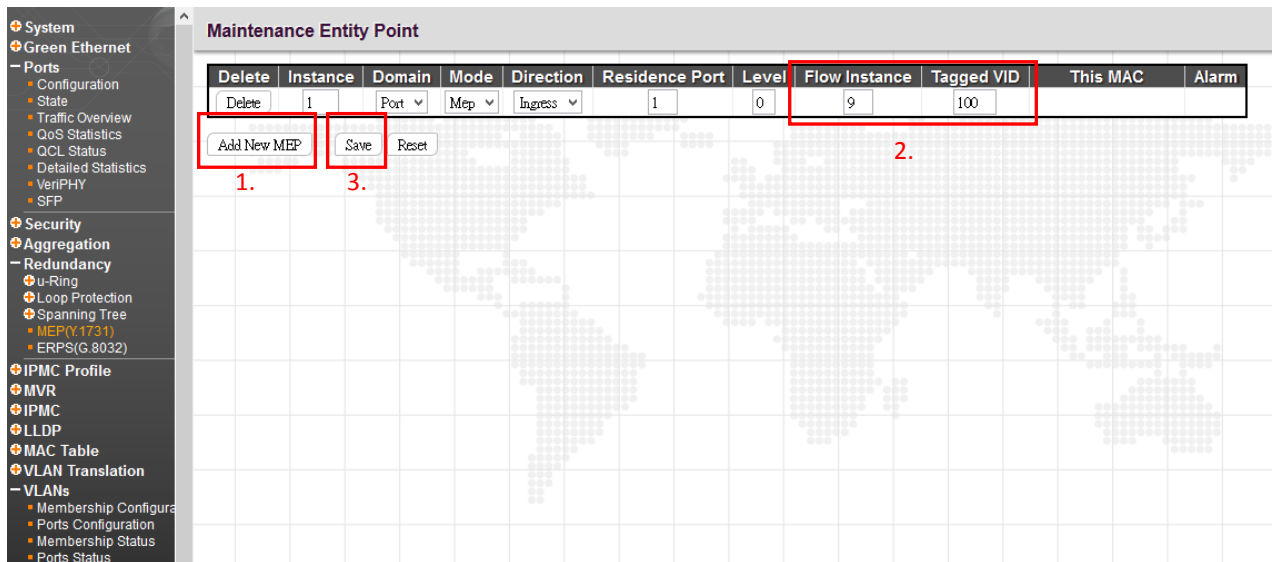 System
Green Ethernet
Ports
Configuration
State
Traffic Overview
QoS Statistics
QCL Status
Detailed Statistics
VeriPHY
SFP
Security
Aggregation
Redundancy
u-Ring
Loop Protection
Spanning Tree
MEP(Y.1731)
ERPS(G.8032)
IPMC Profile
MVR
IPMC
LLDP
MAC Table
VLAN Translation
VLANs
Membership Configura
Ports Configuration
Membership Status
Ports Status
Maintenance Entity Point
Delete Instance Domain Mode Direction Residence Port Level Flow Instance Tagged VID This MAC Alarm
Delete 1 Port Mep Ingress 1 0 9 100
Add New MEP Save Reset
1. 3. 2.